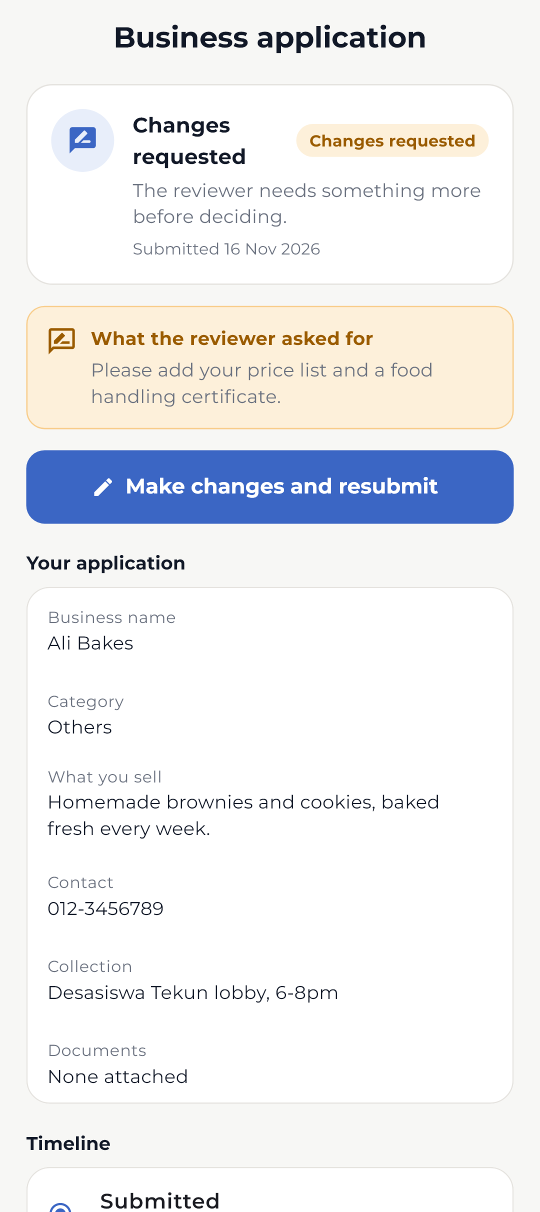 Business application
Changes
requested
Changes requested
The reviewer needs something more
before deciding.
Submitted 16 Nov 2026
What the reviewer asked for
Please add your price list and a food
handling certificate.
Make changes and resubmit
Your application
Business name
Ali Bakes
Category
Others
What you sell
Homemade brownies and cookies, baked
fresh every week.
Contact
012-3456789
Collection
Desasiswa Tekun lobby, 6-8pm
Documents
None attached
Timeline
Submitted